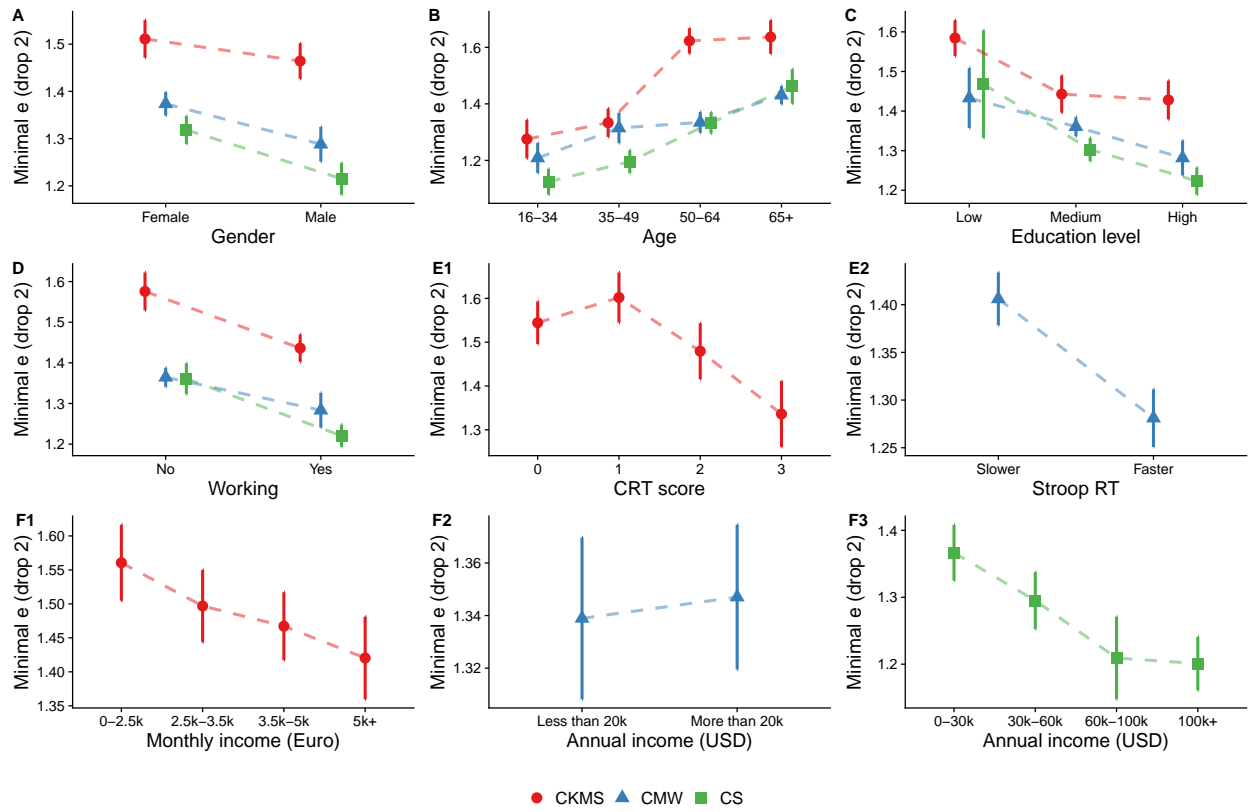 A
Minimal e (drop 2)
1.5
1.4
1.3
1.2
Female Male
Gender
B
Minimal e (drop 2)
1.6
1.4
1.2
16–34 35–49 50–64 65+
Age
C
Minimal e (drop 2)
1.6
1.5
1.4
1.3
1.2
Low Medium High
Education level
D
Minimal e (drop 2)
1.6
1.5
1.4
1.3
1.2
No Yes
Working
E1
Minimal e (drop 2)
1.6
1.5
1.4
1.3
0 1 2 3
CRT score
E2
Minimal e (drop 2)
1.40
1.35
1.30
1.25
Slower Faster
Stroop RT
F1
Minimal e (drop 2)
1.60
1.55
1.50
1.45
1.40
1.35
0–2.5k 2.5k–3.5k 3.5k–5k 5k+
Monthly income (Euro)
F2
Minimal e (drop 2)
1.36
1.34
1.32
Less than 20k More than 20k
Annual income (USD)
F3
Minimal e (drop 2)
1.4
1.3
1.2
0–30k 30k–60k 60k–100k 100k+
Annual income (USD)
CKMS CMW CS